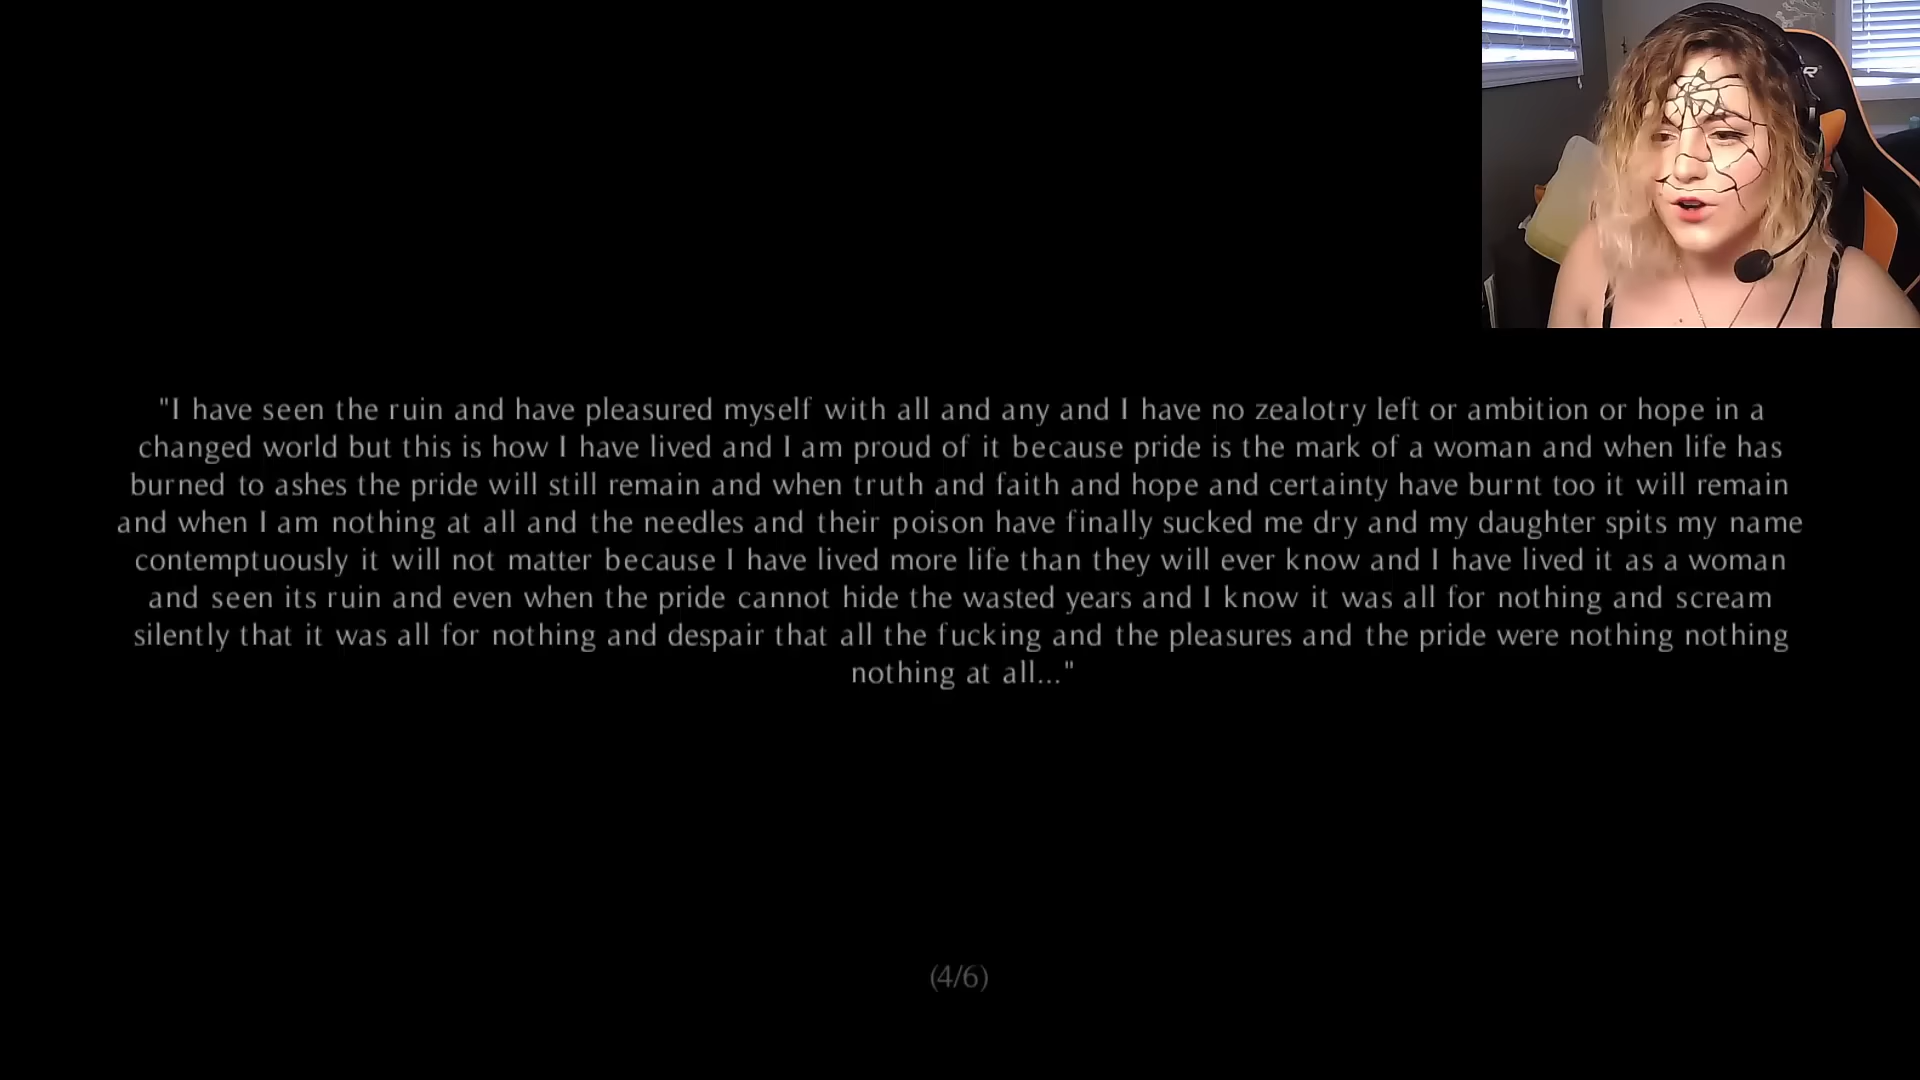 "I have seen the ruin and have pleasured myself with all and any and I have no zealotry left or ambition or hope in a
changed world but this is how I have lived and I am proud of it because pride is the mark of a woman and when life has
burned to ashes the pride will still remain and when truth and faith and hope and certainty have burnt too it will remain
and when I am nothing at all and the needles and their poison have finally sucked me dry and my daughter spits my name
contemptuously it will not matter because I have lived more life than they will ever know and I have lived it as a woman
and seen its ruin and even when the pride cannot hide the wasted years and I know it was all for nothing and scream
silently that it was all for nothing and despair that all the fucking and the pleasures and the pride were nothing nothing
nothing at all..."
(4/6)